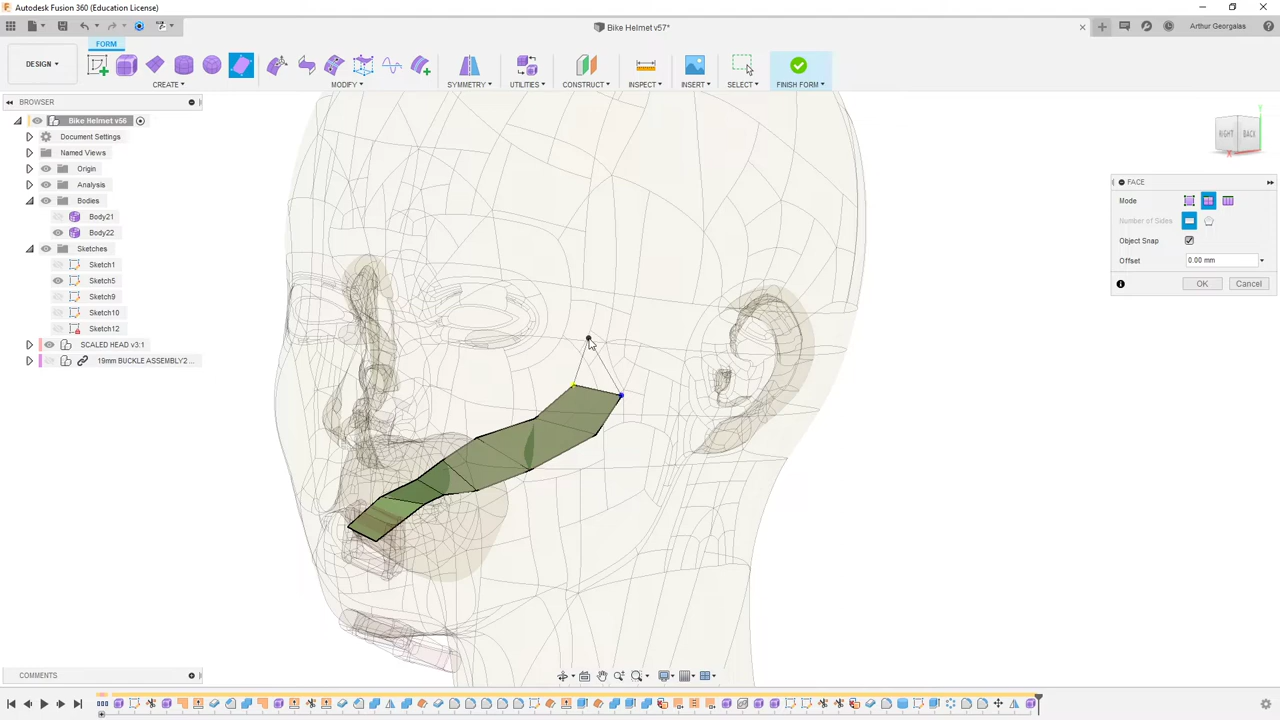 Autodesk Fusion 360 (Education License)
Bike Helmet v57*
Arthur Georgalas
FORM
DESIGN
CREATE
MODIFY
SYMMETRY
UTILITIES
CONSTRUCT
INSPECT
INSERT
SELECT
FINISH FORM
BROWSER
Bike Helmet v56
Document Settings
Named Views
Origin
Analysis
Bodies
Body21
Body22
Sketches
Sketch1
Sketch5
Sketch9
Sketch10
Sketch12
SCALED HEAD v3:1
19mm BUCKLE ASSEMBLY2...
RIGHT
BACK
Y
X
FACE
Mode
Number of Sides
Object Snap
Offset
0.00 mm
OK
Cancel
COMMENTS